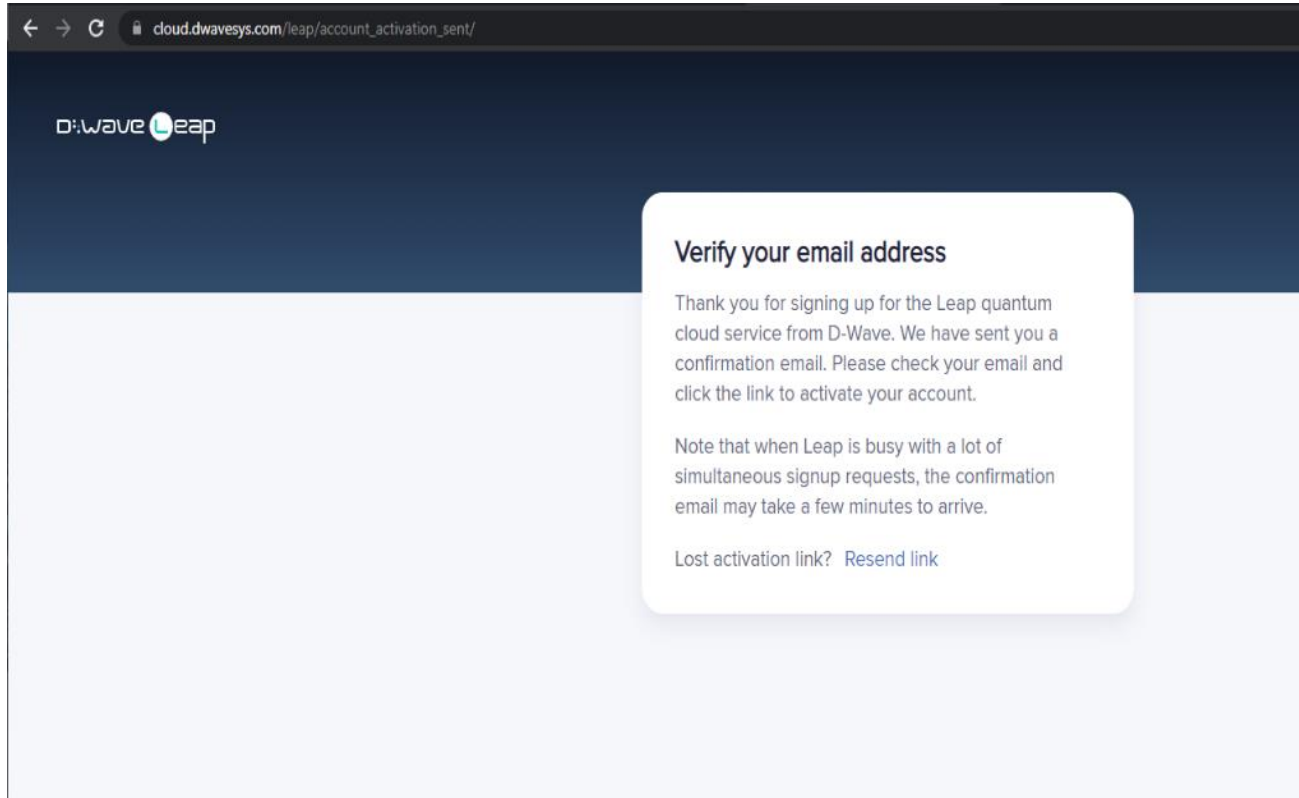 cloud.dwavesys.com/leap/account_activation_sent/
D:wave Leap
Verify your email address
Thank you for signing up for the Leap quantum
cloud service from D-Wave. We have sent you a
confirmation email. Please check your email and
click the link to activate your account.
Note that when Leap is busy with a lot of
simultaneous signup requests, the confirmation
email may take a few minutes to arrive.
Lost activation link? Resend link